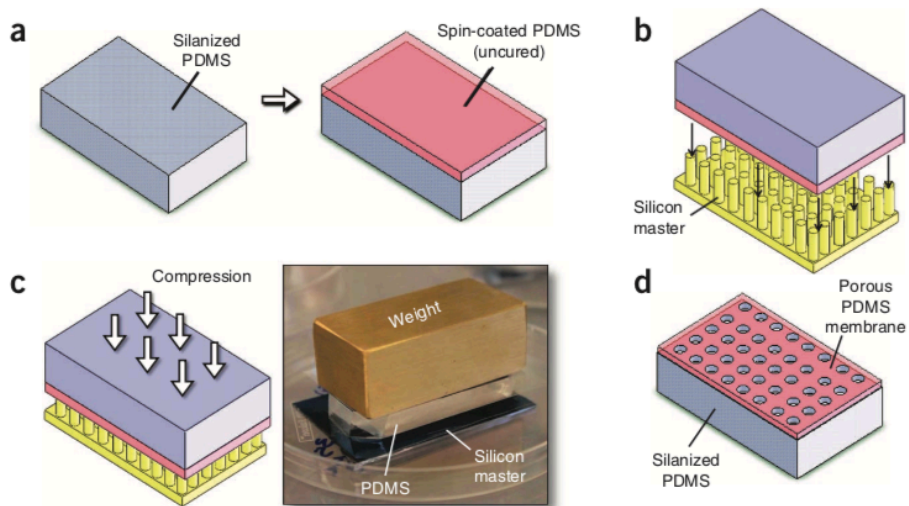 a
Silanized
PDMS
Spin-coated PDMS
(uncured)
b
Silicon
master
c
Compression
Weight
PDMS
Silicon
master
d
Porous
PDMS
membrane
Silanized
PDMS